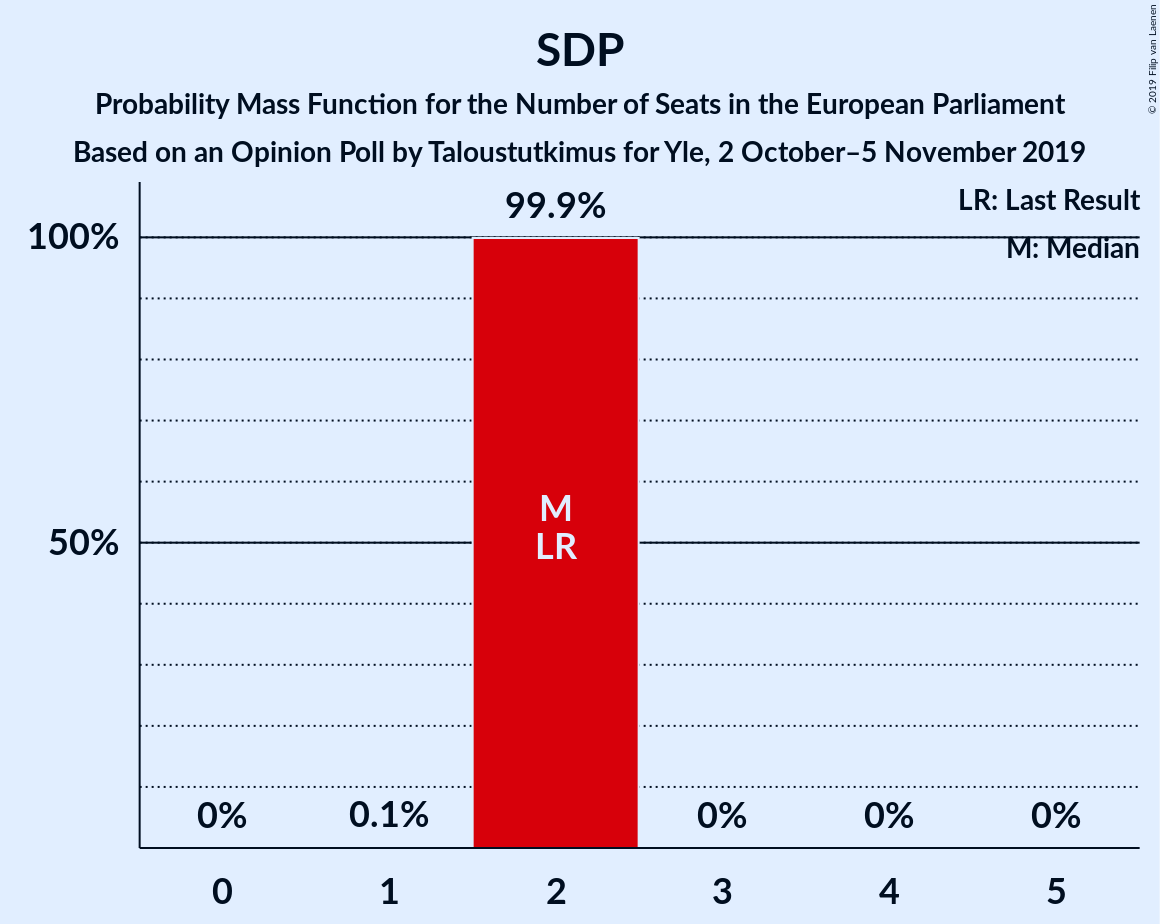 SDP
Probability Mass Function for the Number of Seats in the European Parliament
Based on an Opinion Poll by Taloustutkimus for Yle, 2 October–5 November 2019
© 2019 Filip van Laenen
LR: Last Result
M: Median
100%
50%
99.9%
M
LR
0%
0.1%
0%
0%
0%
0
1
2
3
4
5